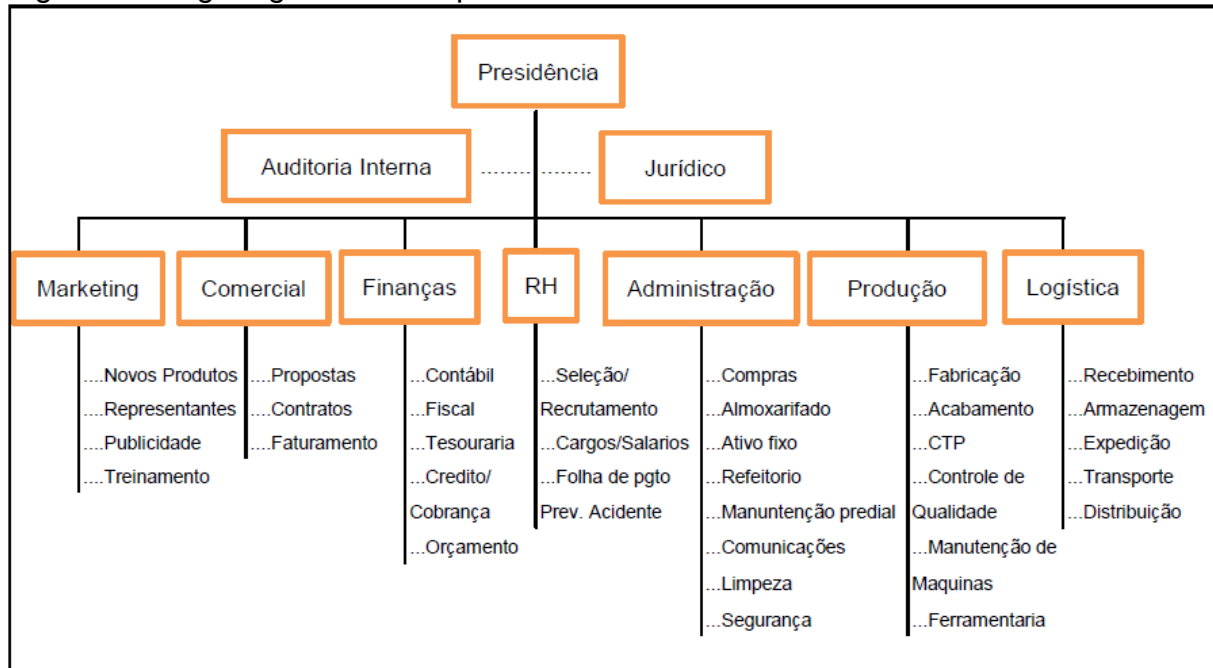 Presidência
Auditoria Interna ..................... Jurídico
Marketing
Comercial
Finanças
RH
Administração
Produção
Logística
....Novos Produtos
....Representantes
....Publicidade
....Treinamento
....Propostas
....Contratos
....Faturamento
...Contábil
...Fiscal
...Tesouraria
...Credito/
Cobrança
...Orçamento
...Seleção/
Recrutamento
...Cargos/Salarios
...Folha de pgto
Prev. Acidente
...Compras
...Almoxarifado
...Ativo fixo
...Refeitorio
...Manuntenção predial
...Comunicações
...Limpeza
...Segurança
...Fabricação
...Acabamento
...CTP
...Controle de
Qualidade
...Manutenção de
Maquinas
...Ferramentaria
...Recebimento
...Armazenagem
...Expedição
...Transporte
...Distribuição